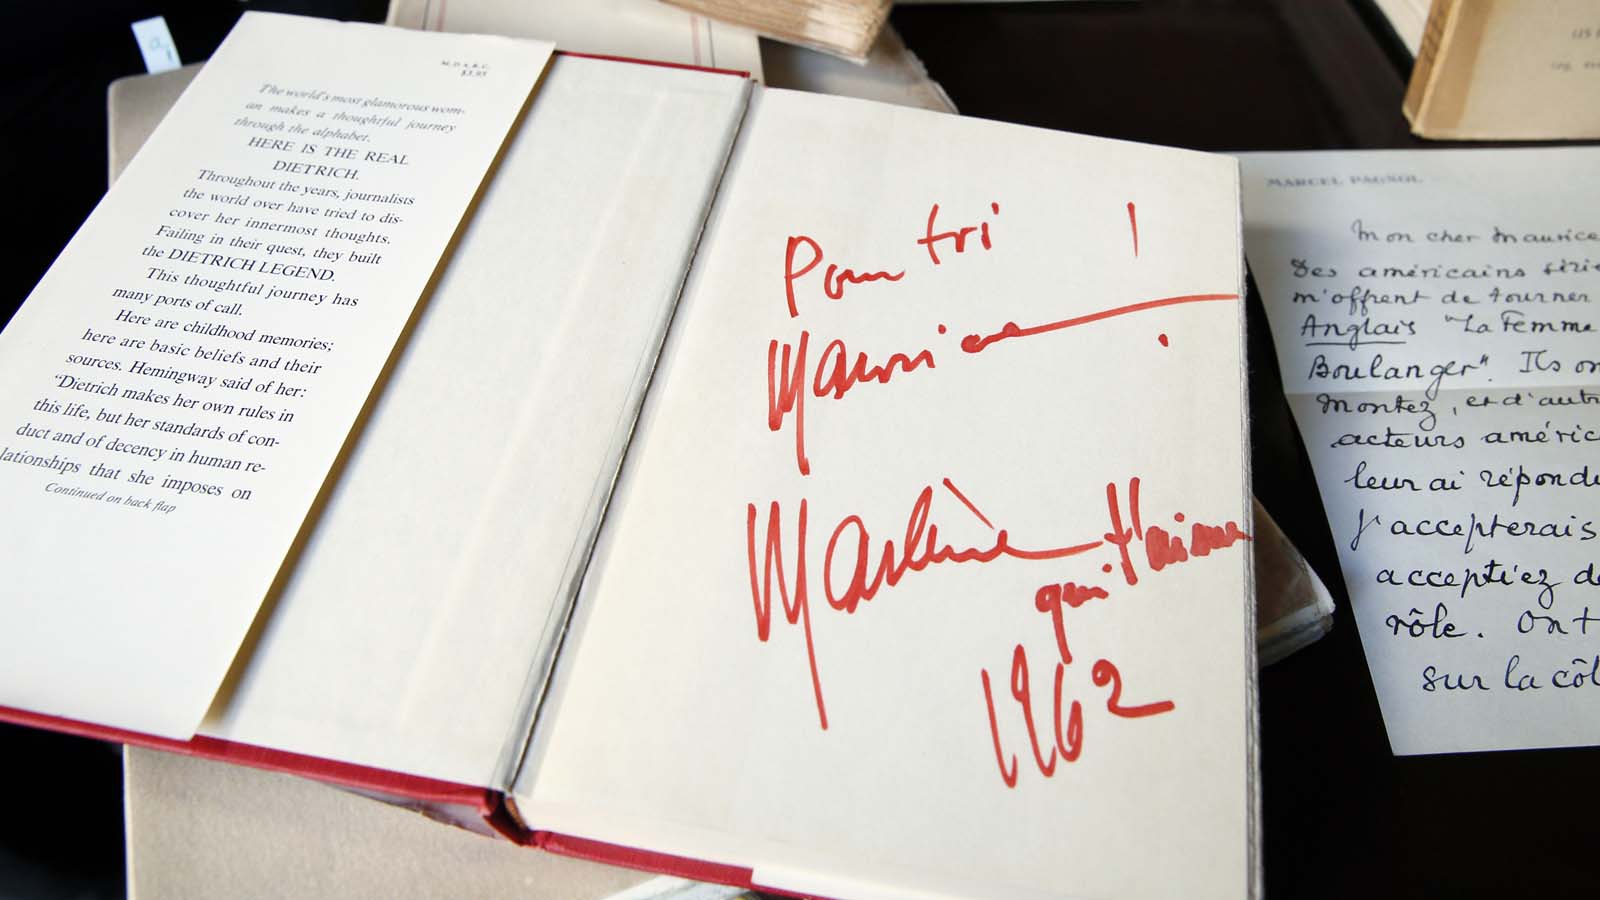 M.D.A.B.C.
$3.95
The world's most glamorous wom-
an makes a thoughtful journey
through the alphabet.
HERE IS THE REAL
DIETRICH.
Throughout the years, journalists
the world over have tried to dis-
cover her innermost thoughts.
Failing in their quest, they built
the DIETRICH LEGEND.
This thoughtful journey has
many ports of call.
Here are childhood memories;
here are basic beliefs and their
sources. Hemingway said of her:
"Dietrich makes her own rules in
this life, but her standards of con-
duct and of decency in human re-
lationships that she imposes on
Continued on back flap
Pour tri !
Maurice
Marlène
qui t'aime
1962
MARCEL PAGNOL
Mon cher Maurice
Des américains
m'offrent de tourner
Anglais "La Femme
Boulanger". Ils on
Montez, et d'autr
acteurs améric
leur ai répondu
J'accepterais
acceptiez de
rôle. On t
sur la côt